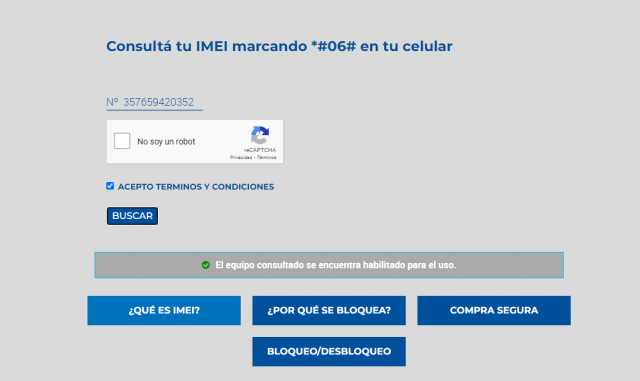 Consultá tu IMEI marcando *#06# en tu celular
Nº 357659420352
No soy un robot
reCAPTCHA
Privacidad - Términos
ACEPTO TERMINOS Y CONDICIONES
BUSCAR
El equipo consultado se encuentra habilitado para el uso.
¿QUÉ ES IMEI? ¿POR QUÉ SE BLOQUEA? COMPRA SEGURA
BLOQUEO/DESBLOQUEO